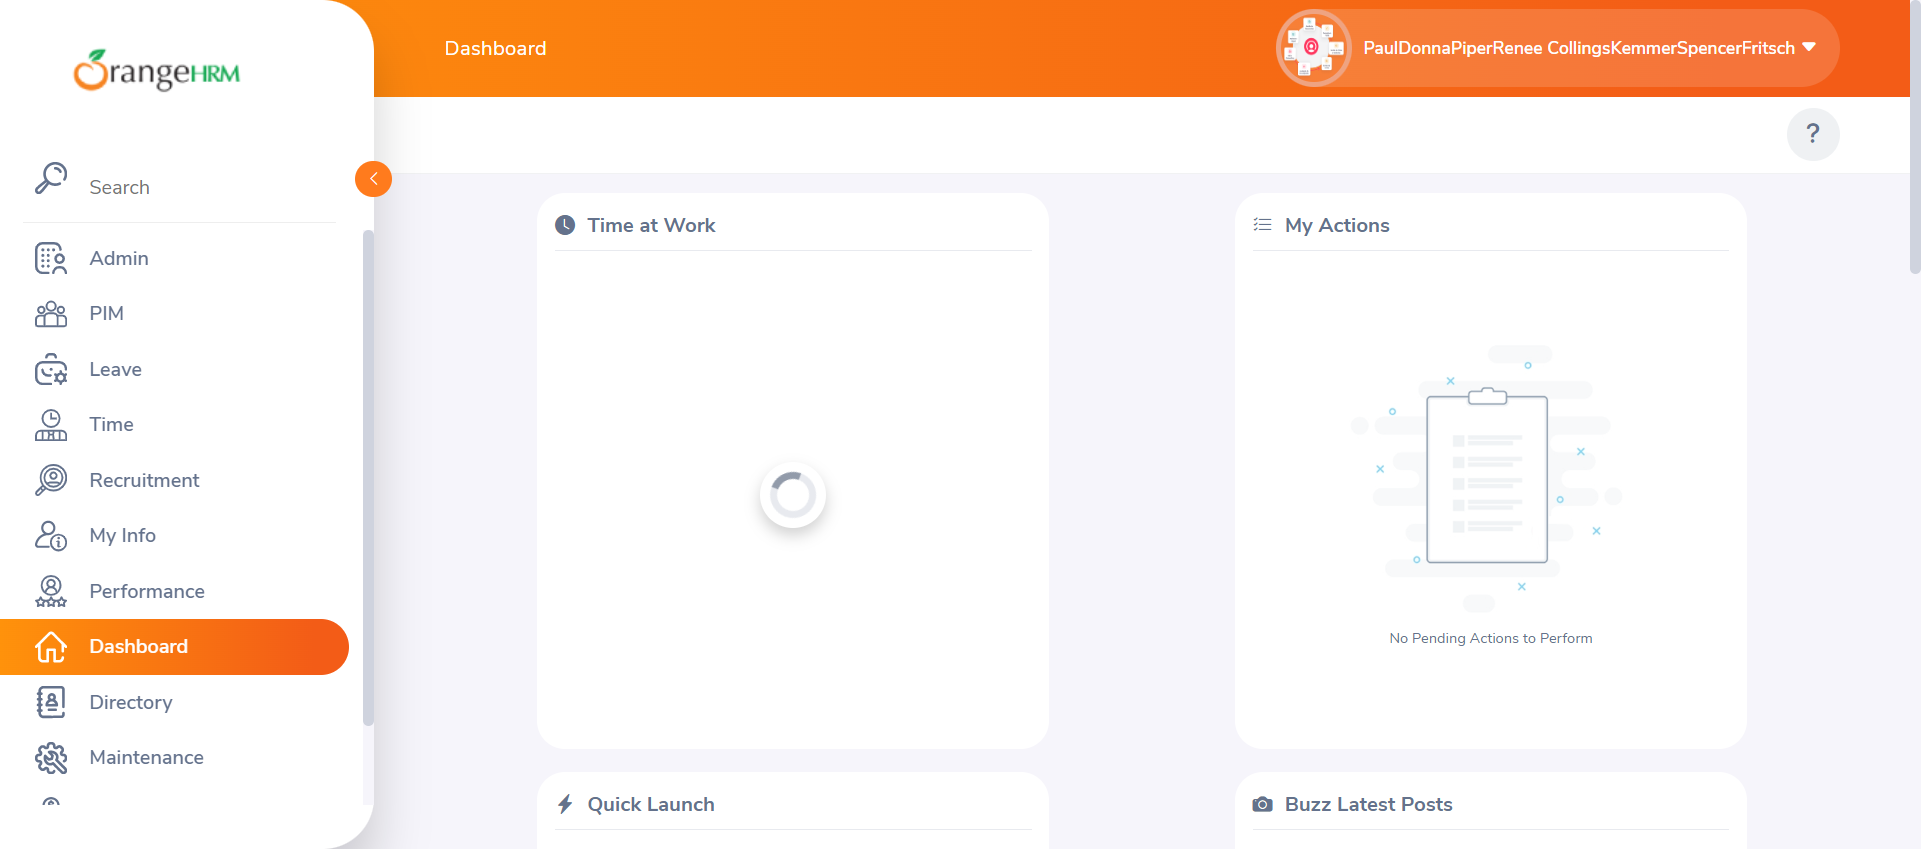 OrangeHRM
Dashboard
PaulDonnaPiperRenee CollingsKemmerSpencerFritsch
?
Search
Admin
PIM
Leave
Time
Recruitment
My Info
Performance
Dashboard
Directory
Maintenance
Time at Work
My Actions
No Pending Actions to Perform
Quick Launch
Buzz Latest Posts